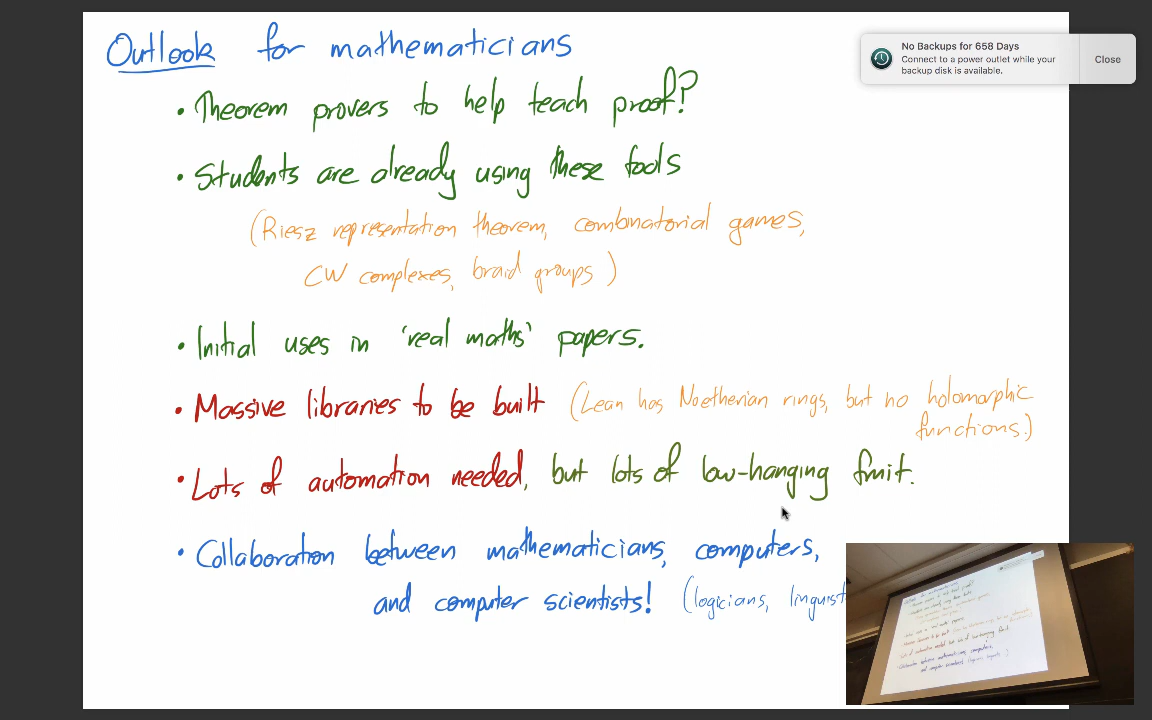 Outlook for mathematicians
No Backups for 658 Days
Connect to a power outlet while your
backup disk is available.
Close
• Theorem provers to help teach proof?
• Students are already using these tools
(Riesz representation theorem, combinatorial games,
CW complexes, braid groups)
• Initial uses in 'real maths' papers.
• Massive libraries to be built (Lean has Noetherian rings, but no holomorphic
functions.)
• Lots of automation needed, but lots of low-hanging fruit.
• Collaboration between mathematicians, computers,
and computer scientists! (logicians, linguist